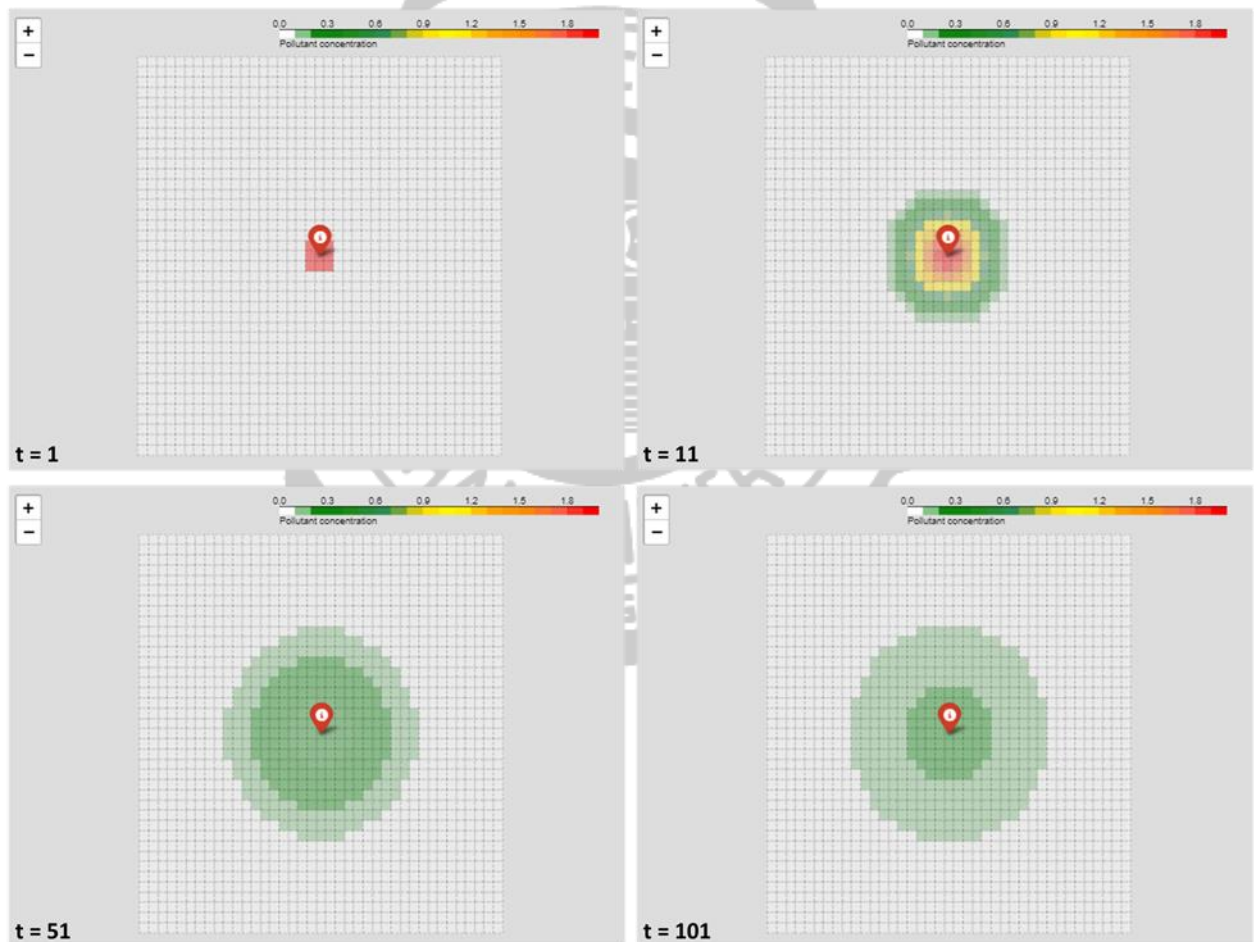 +
−
0.0 0.3 0.6 0.9 1.2 1.5 1.8
Pollutant concentration
i
t = 1
+
−
0.0 0.3 0.6 0.9 1.2 1.5 1.8
Pollutant concentration
i
t = 11
+
−
0.0 0.3 0.6 0.9 1.2 1.5 1.8
Pollutant concentration
i
t = 51
+
−
0.0 0.3 0.6 0.9 1.2 1.5 1.8
Pollutant concentration
i
t = 101